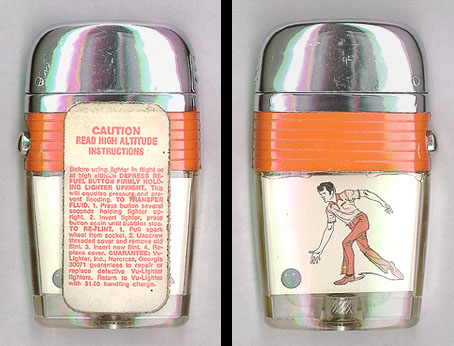 CAUTION
READ HIGH ALTITUDE
INSTRUCTIONS
Before using lighter in flight or
at high altitude DEPRESS RE-
FUEL BUTTON FIRMLY HOLD-
ING LIGHTER UPRIGHT. This
will equalize pressure and pre-
vent flooding. TO TRANSFER
FLUID. 1. Press button several
seconds holding lighter up-
right. 2. Invert lighter, press
button again until bubbles stop.
TO RE-FLINT. 1. Pull spark
wheel from socket. 2. Unscrew
threaded cover and remove old
flint. 3. Insert new flint. 4. Re-
place cover. GUARANTEE: Vu-
Lighter, Inc., Norcross, Georgia
30071 guarantees to repair or
replace defective Vu-Lighter
lighters. Return to Vu-Lighter
with $1.00 handling charge.